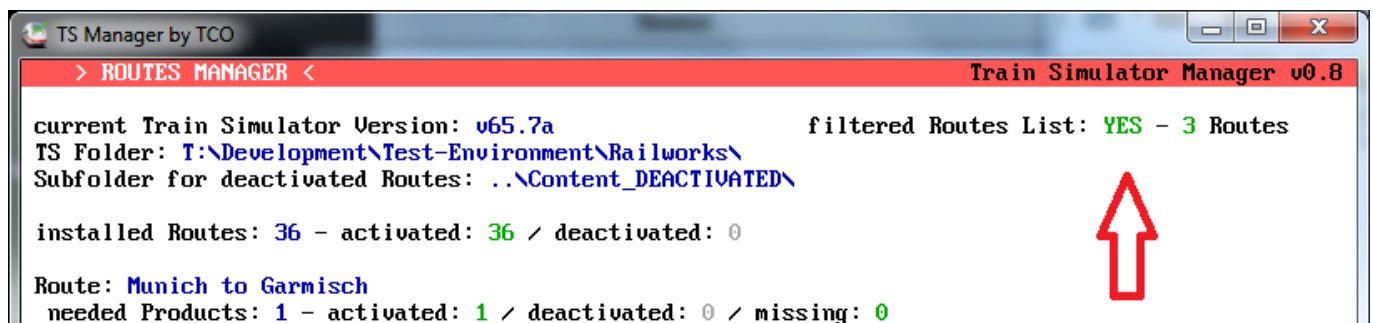 TS Manager by TCO
> ROUTES MANAGER < Train Simulator Manager v0.8
current Train Simulator Version: v65.7a filtered Routes List: YES - 3 Routes
TS Folder: T:\Development\Test-Environment\Railworks\
Subfolder for deactivated Routes: ..\Content_DEACTIVATED\
installed Routes: 36 - activated: 36 / deactivated: 0
Route: Munich to Garmisch
needed Products: 1 - activated: 1 / deactivated: 0 / missing: 0